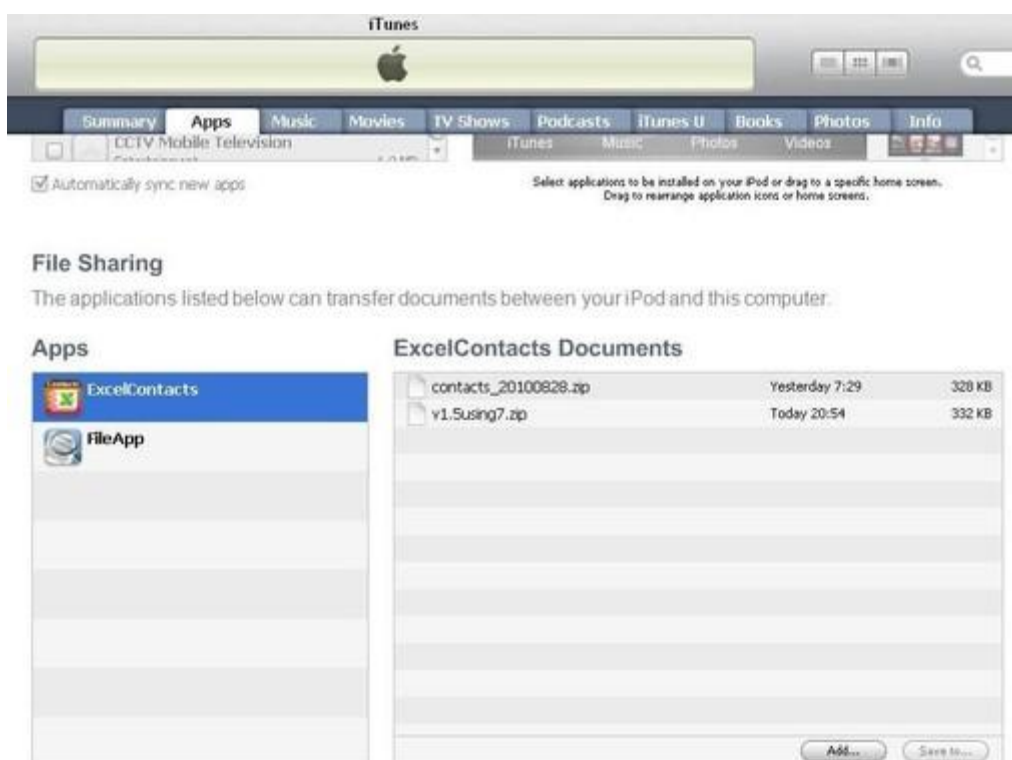 iTunes
Summary Apps Music Movies TV Shows Podcasts iTunes U Books Photos Info
CCTV Mobile Television
iTunes Music Photos Videos
Automatically sync new apps
Select applications to be installed on your iPod or drag to a specific home screen.
Drag to rearrange application icons or home screens.
File Sharing
The applications listed below can transfer documents between your iPod and this computer.
Apps
ExcelContacts Documents
ExcelContacts
contacts_20100828.zip Yesterday 7:29 328 KB
v1.5using7.zip Today 20:54 332 KB
FileApp
Add... Save to...